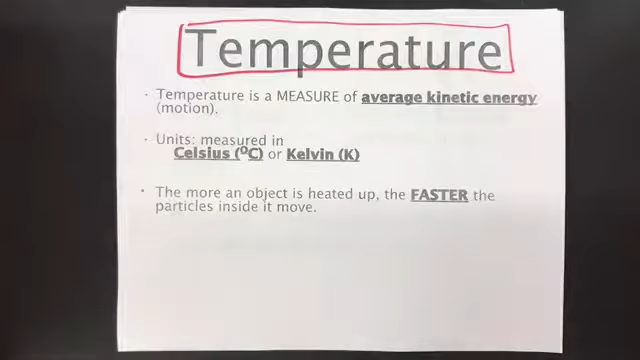 Temperature
· Temperature is a MEASURE of average kinetic energy
(motion).
· Units: measured in
Celsius (⁰C) or Kelvin (K)
· The more an object is heated up, the FASTER the
particles inside it move.